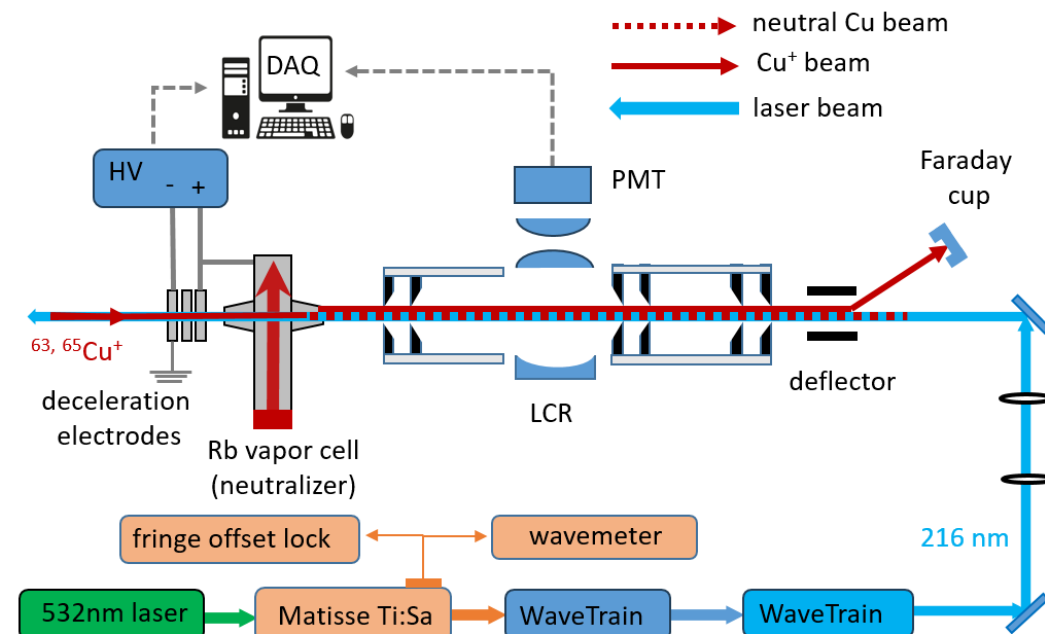 neutral Cu beam
Cu⁺ beam
laser beam
DAQ
HV
- +
PMT
Faraday
cup
⁶³, ⁶⁵Cu⁺
deceleration
electrodes
Rb vapor cell
(neutralizer)
LCR
deflector
fringe offset lock
wavemeter
216 nm
532nm laser
Matisse Ti:Sa
WaveTrain
WaveTrain